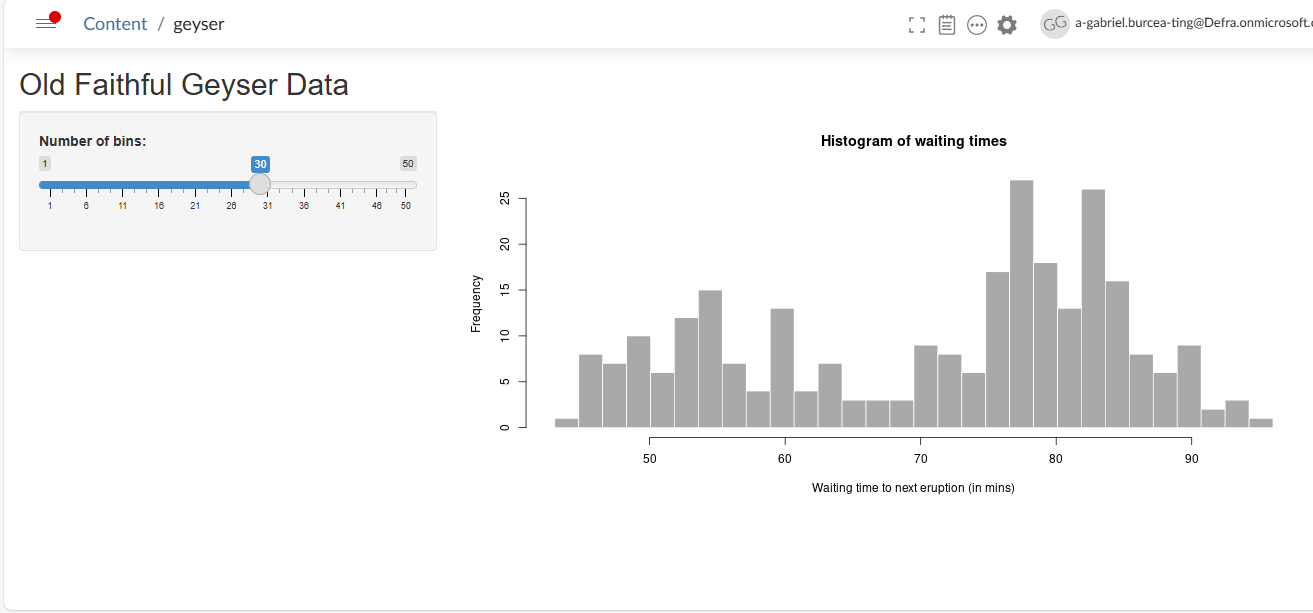 Content / geyser
GG a-gabriel.burcea-ting@Defra.onmicrosoft.
Old Faithful Geyser Data
Number of bins:
1 30 50
1 6 11 16 21 26 31 36 41 46 50
Histogram of waiting times
Frequency
25
20
15
10
5
0
50 60 70 80 90
Waiting time to next eruption (in mins)